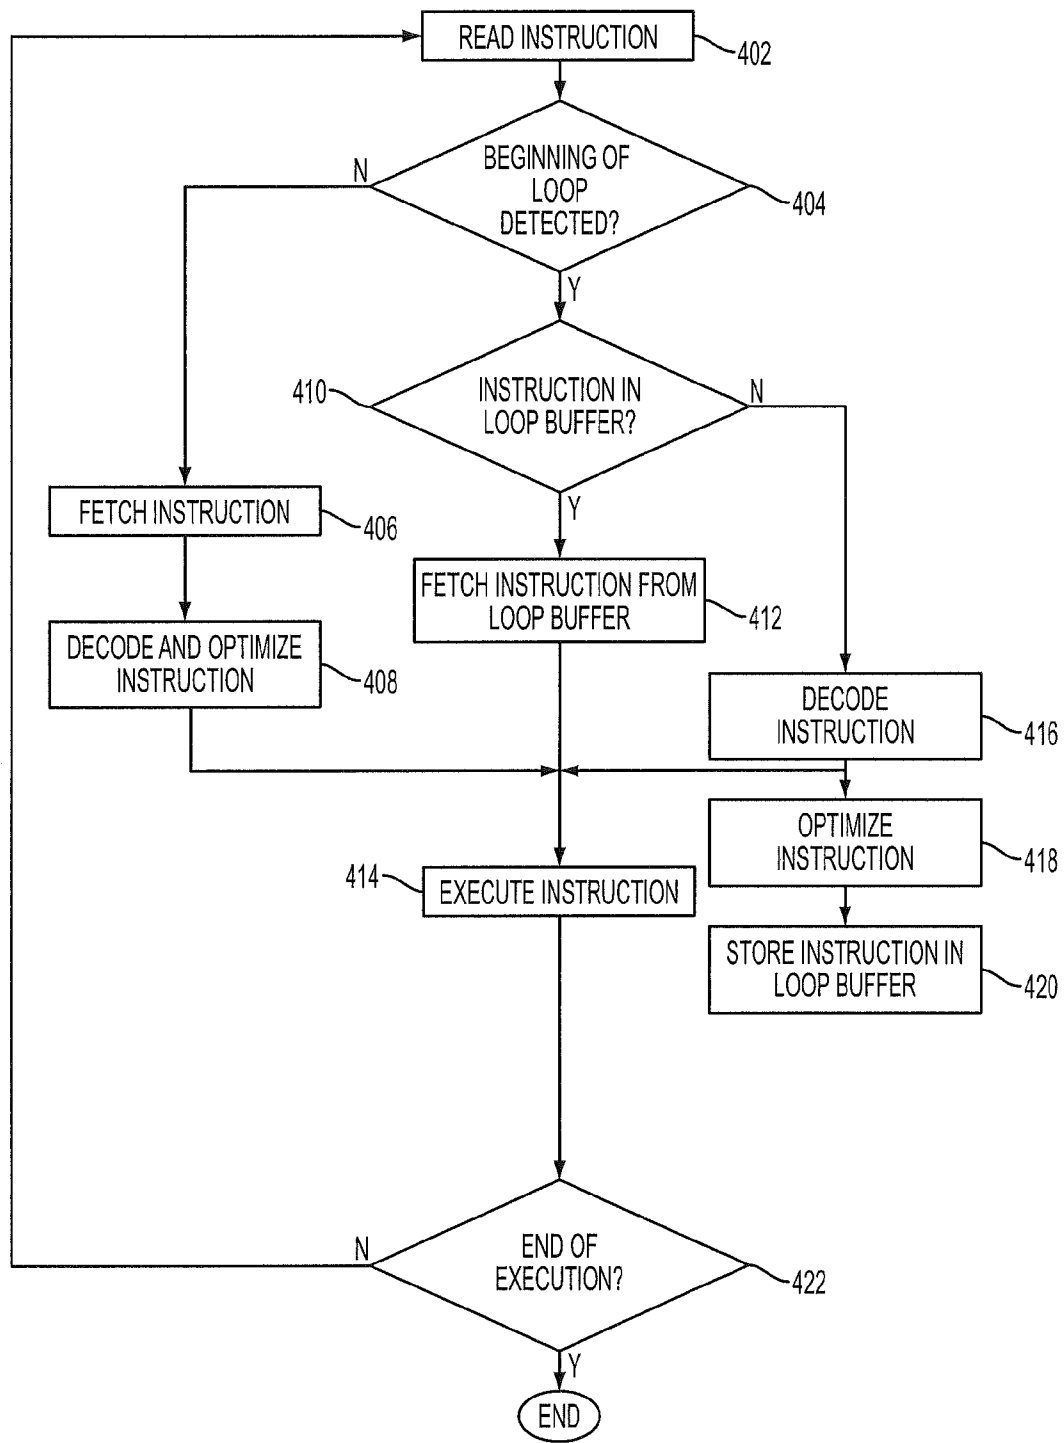 READ INSTRUCTION
402
BEGINNING OF
LOOP
DETECTED?
404
N
Y
INSTRUCTION IN
LOOP BUFFER?
410
N
Y
FETCH INSTRUCTION
406
FETCH INSTRUCTION FROM
LOOP BUFFER
412
DECODE AND OPTIMIZE
INSTRUCTION
408
DECODE
INSTRUCTION
416
OPTIMIZE
INSTRUCTION
418
414
EXECUTE INSTRUCTION
STORE INSTRUCTION IN
LOOP BUFFER
420
N
END OF
EXECUTION?
422
Y
END